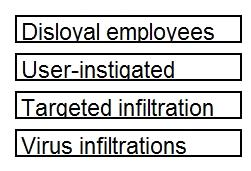 Disloyal employees
User-instigated
Targeted infiltration
Virus infiltrations